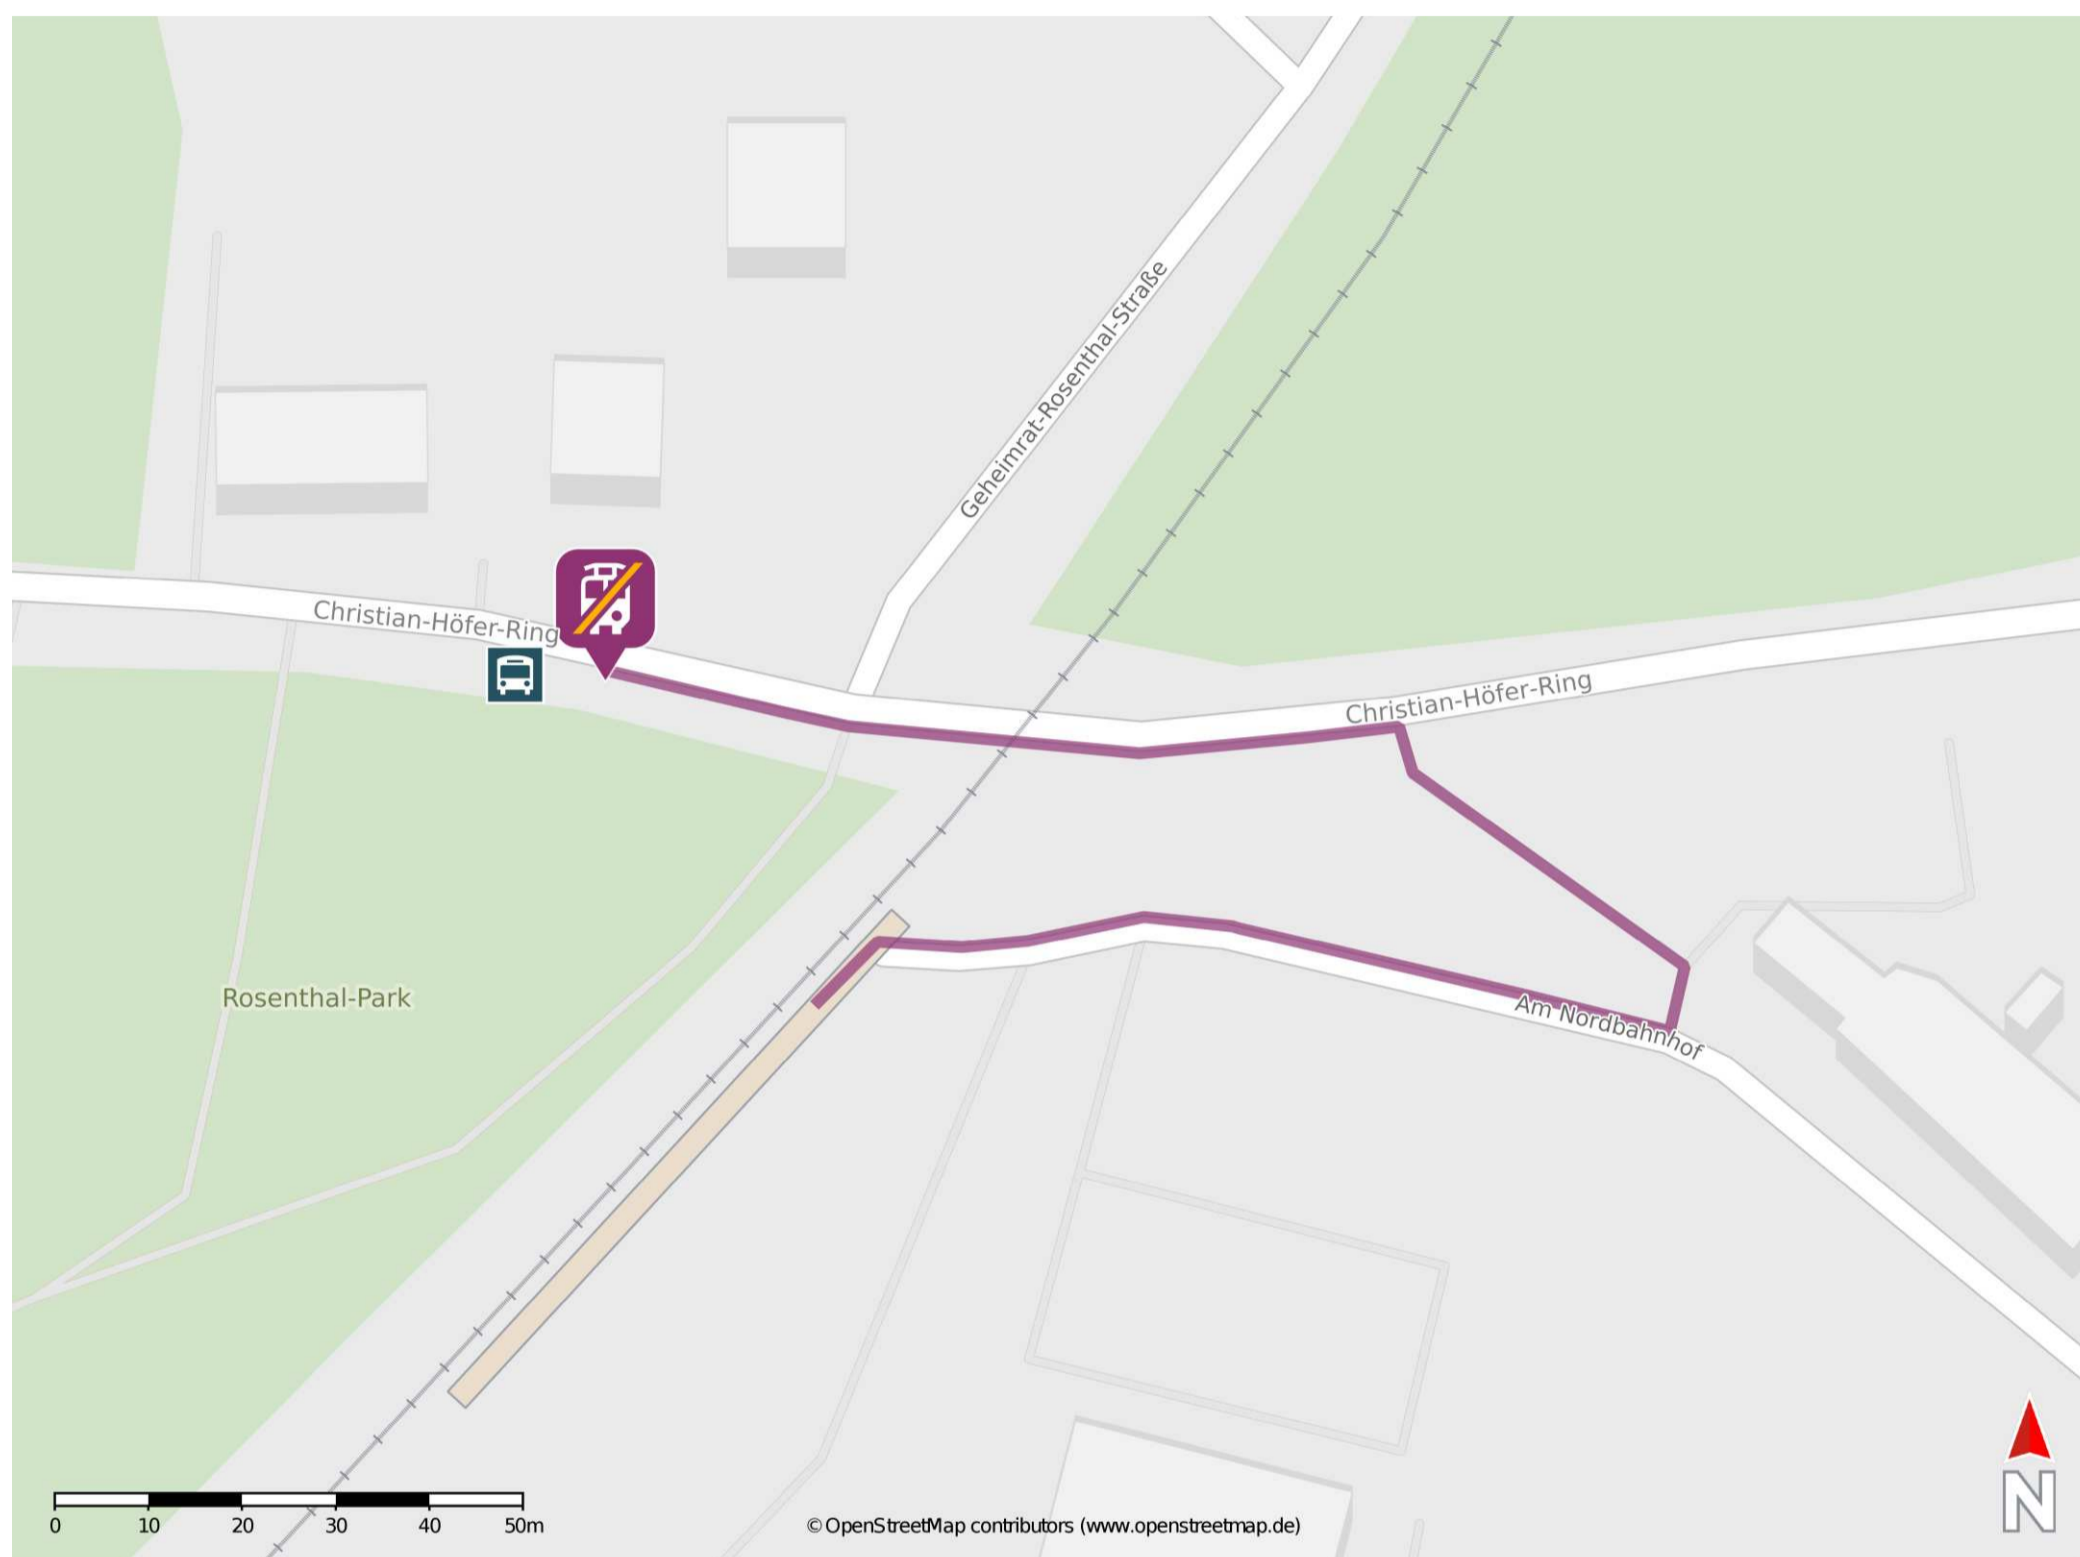 Geheimrat-Rosenthal-Straße
Christian-Höfer-Ring
Christian-Höfer-Ring
Rosenthal-Park
Am Nordbahnhof
0 10 20 30 40 50m
© OpenStreetMap contributors (www.openstreetmap.de)
N